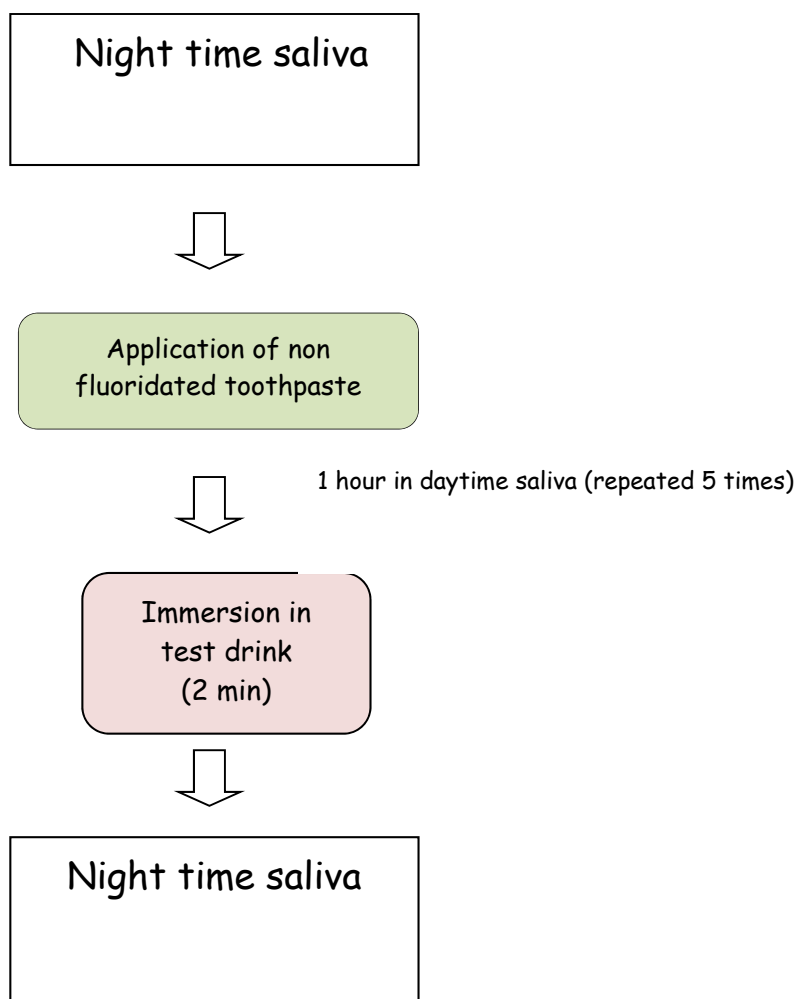 Night time saliva
Application of non
fluoridated toothpaste
1 hour in daytime saliva (repeated 5 times)
Immersion in
test drink
(2 min)
Night time saliva